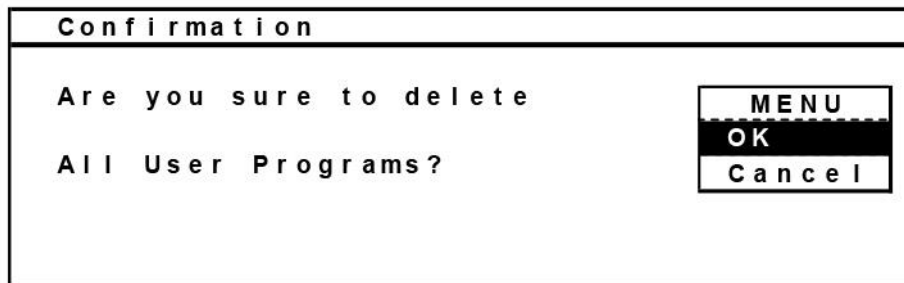 Confirmation
Are you sure to delete
All User Programs?
MENU
OK
Cancel